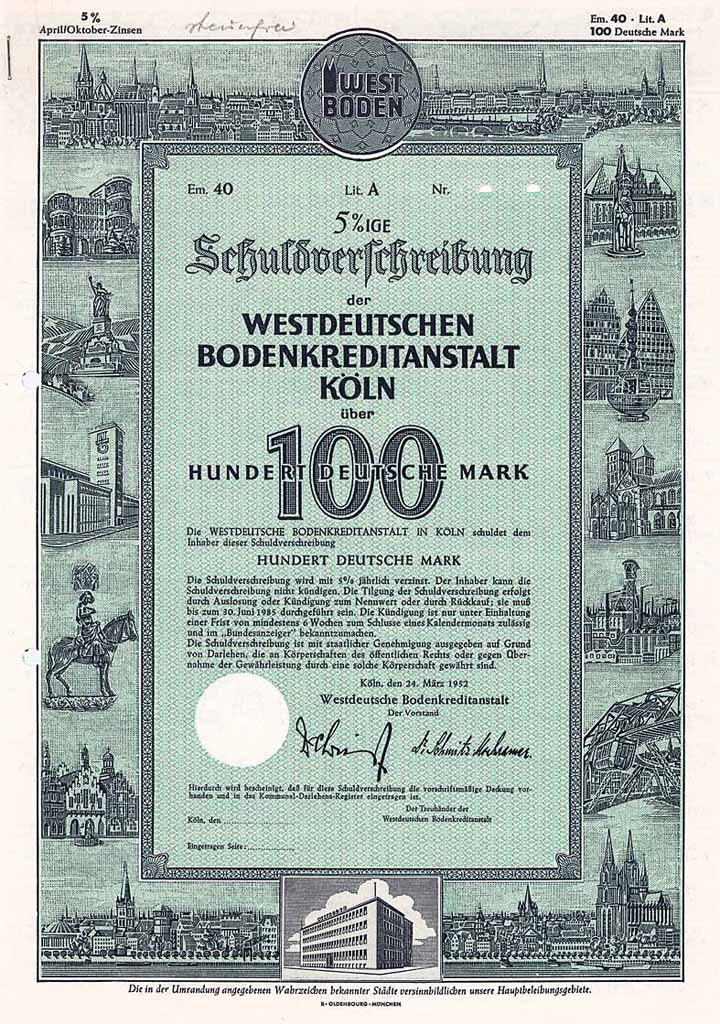 5%
April/Oktober-Zinsen
steuerfrei
Em. 40 · Lit. A
100 Deutsche Mark
WEST
BODEN
Em. 40 Lit. A Nr.
5%IGE
Schuldverschreibung
der
WESTDEUTSCHEN
BODENKREDITANSTALT
KÖLN
über
100
HUNDERT DEUTSCHE MARK
Die WESTDEUTSCHE BODENKREDITANSTALT IN KÖLN schuldet dem
Inhaber dieser Schuldverschreibung
HUNDERT DEUTSCHE MARK
Die Schuldverschreibung wird mit 5% jährlich verzinst. Der Inhaber kann die
Schuldverschreibung nicht kündigen. Die Tilgung der Schuldverschreibung erfolgt
durch Auslosung oder Kündigung zum Nennwert oder durch Rückkauf; sie muß
bis zum 30. Juni 1985 durchgeführt sein. Die Kündigung ist nur unter Einhaltung
einer Frist von mindestens 6 Wochen zum Schlusse eines Kalendermonats zulässig
und im „Bundesanzeiger" bekanntzumachen.
Die Schuldverschreibung ist mit staatlicher Genehmigung ausgegeben auf Grund
von Darlehen, die an Körperschaften des öffentlichen Rechts oder gegen Über-
nahme der Gewährleistung durch eine solche Körperschaft gewährt sind.
Köln, den 24. März 1952
Westdeutsche Bodenkreditanstalt
Der Vorstand
Hierdurch wird bescheinigt, daß für diese Schuldverschreibung die vorschriftsmäßige Deckung vor-
handen und in das Kommunal-Darlehens-Register eingetragen ist.
Der Treuhänder der
Westdeutschen Bodenkreditanstalt
Köln, den
Eingetragen Seite:
Die in der Umrandung angegebenen Wahrzeichen bekannter Städte versinnbildlichen unsere Hauptbeleihungsgebiete.
R · OLDENBOURG · MÜNCHEN